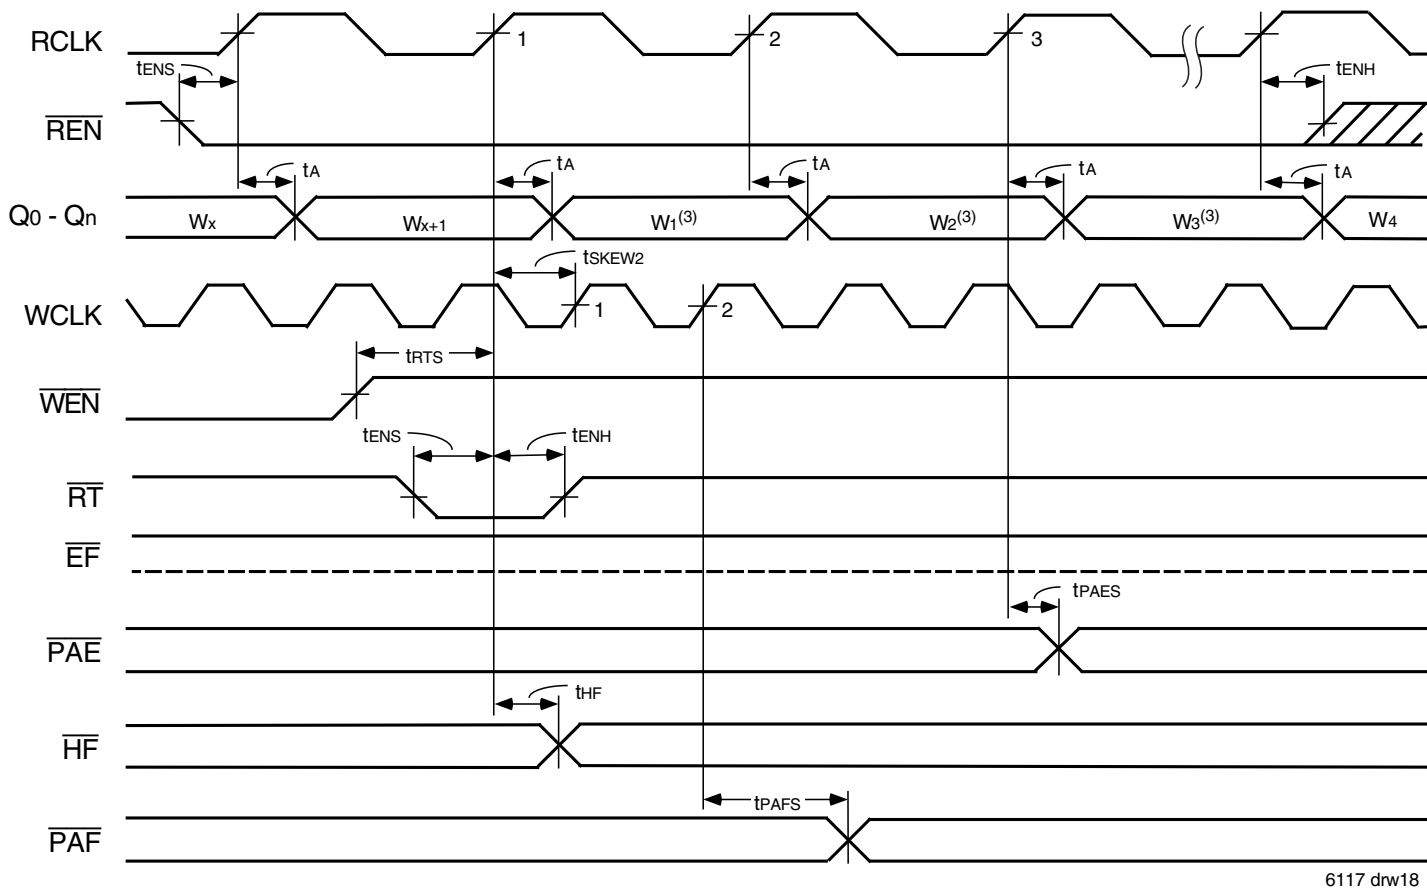 RCLK 1 2 3
tENS tENH
REN
tA tA tA tA tA
Q0 - Qn WX WX+1 W1(3) W2(3) W3(3) W4
tSKEW2
WCLK 1 2
tRTS
WEN
tENS tENH
RT
EF
tPAES
PAE
tHF
HF
tPAFS
PAF
6117 drw18